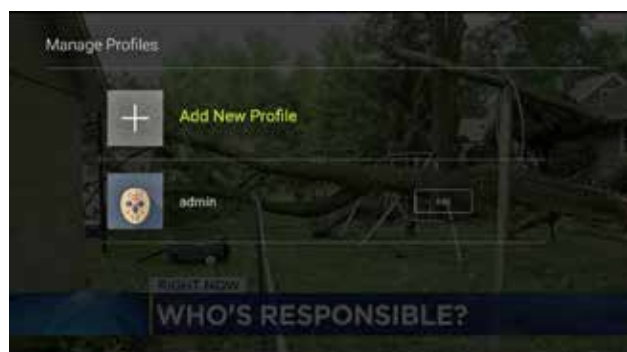 Manage Profiles
Add New Profile
admin
RIGHT NOW
WHO'S RESPONSIBLE?